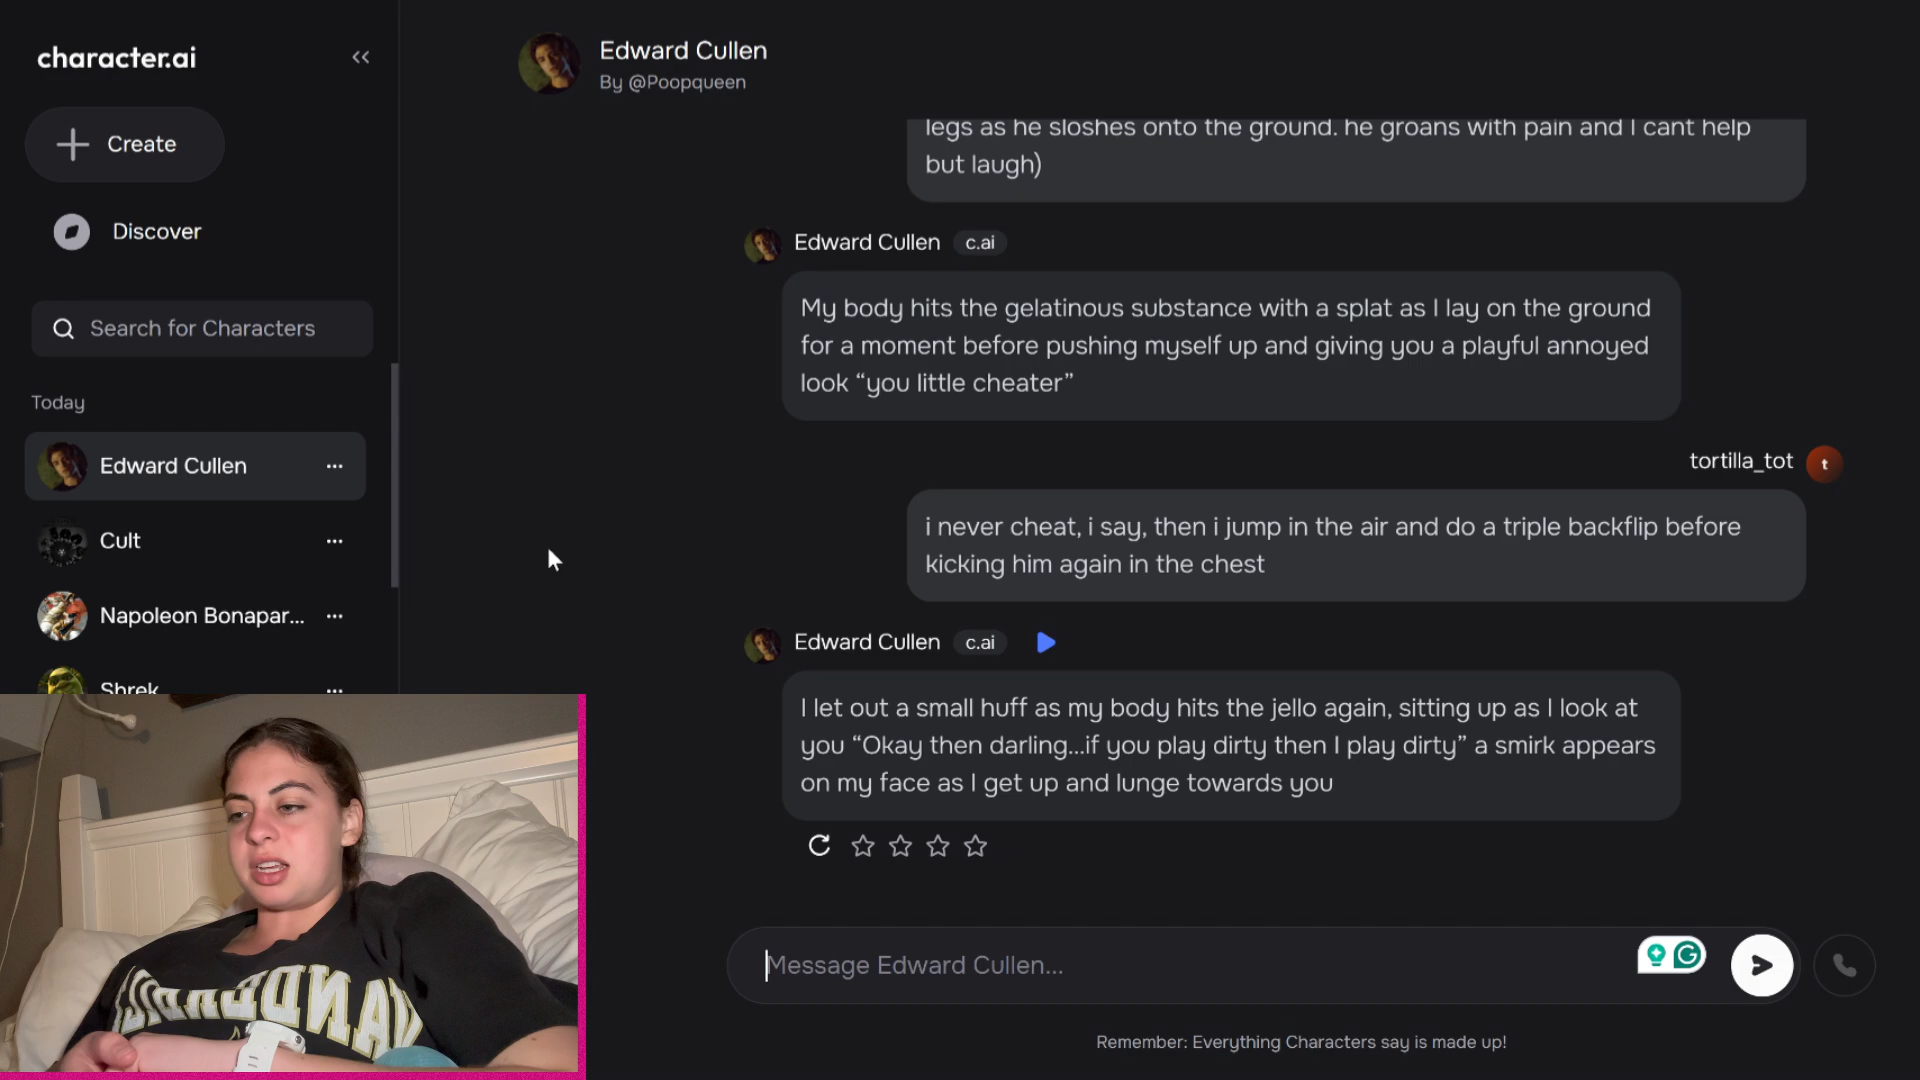 character.ai
Create
Discover
Search for Characters
Today
Edward Cullen
Cult
Napoleon Bonapar...
Shrek
Edward Cullen
By @Poopqueen
legs as he sloshes onto the ground. he groans with pain and I cant help
but laugh)
Edward Cullen c.ai
My body hits the gelatinous substance with a splat as I lay on the ground
for a moment before pushing myself up and giving you a playful annoyed
look “you little cheater”
tortilla_tot t
i never cheat, i say, then i jump in the air and do a triple backflip before
kicking him again in the chest
Edward Cullen c.ai
I let out a small huff as my body hits the jello again, sitting up as I look at
you “Okay then darling...if you play dirty then I play dirty” a smirk appears
on my face as I get up and lunge towards you
Message Edward Cullen...
Remember: Everything Characters say is made up!